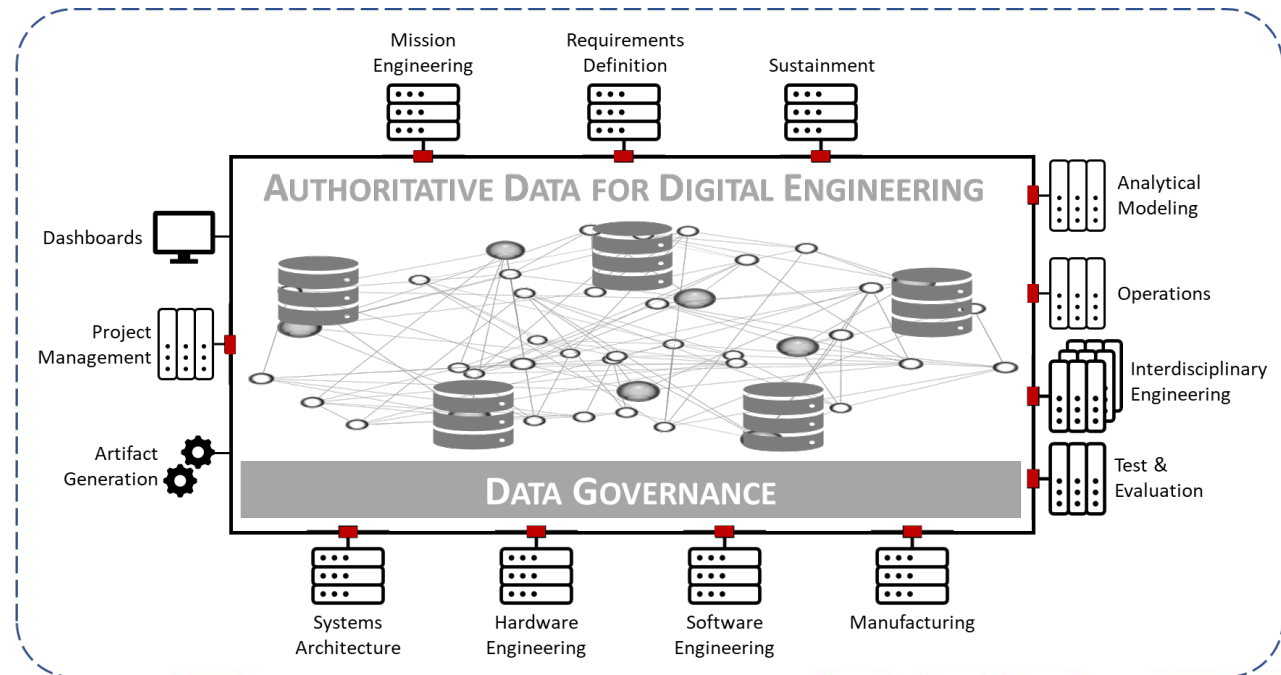 Mission
Engineering
Requirements
Definition
Sustainment
AUTHORITATIVE DATA FOR DIGITAL ENGINEERING
Dashboards
Project
Management
Artifact
Generation
Analytical
Modeling
Operations
Interdisciplinary
Engineering
Test &
Evaluation
DATA GOVERNANCE
Systems
Architecture
Hardware
Engineering
Software
Engineering
Manufacturing